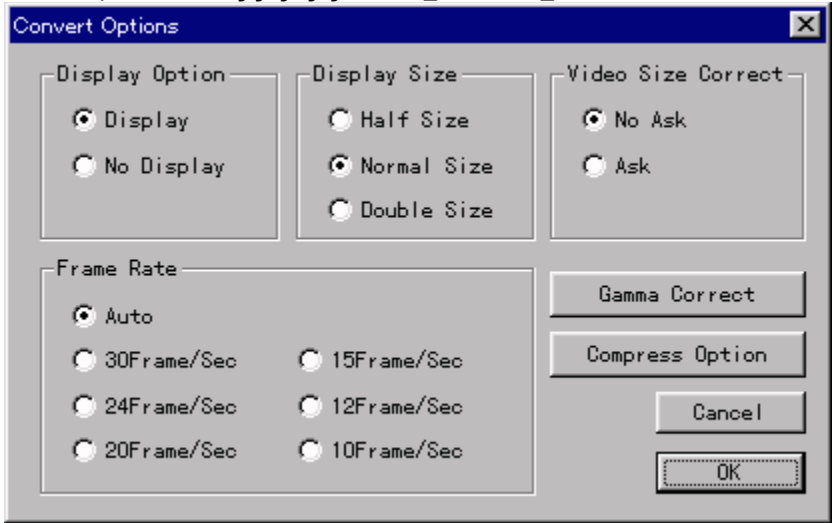 Convert Options
Display Option
Display
No Display
Display Size
Half Size
Normal Size
Double Size
Video Size Correct
No Ask
Ask
Frame Rate
Auto
30Frame/Sec
15Frame/Sec
24Frame/Sec
12Frame/Sec
20Frame/Sec
10Frame/Sec
Gamma Correct
Compress Option
Cancel
OK